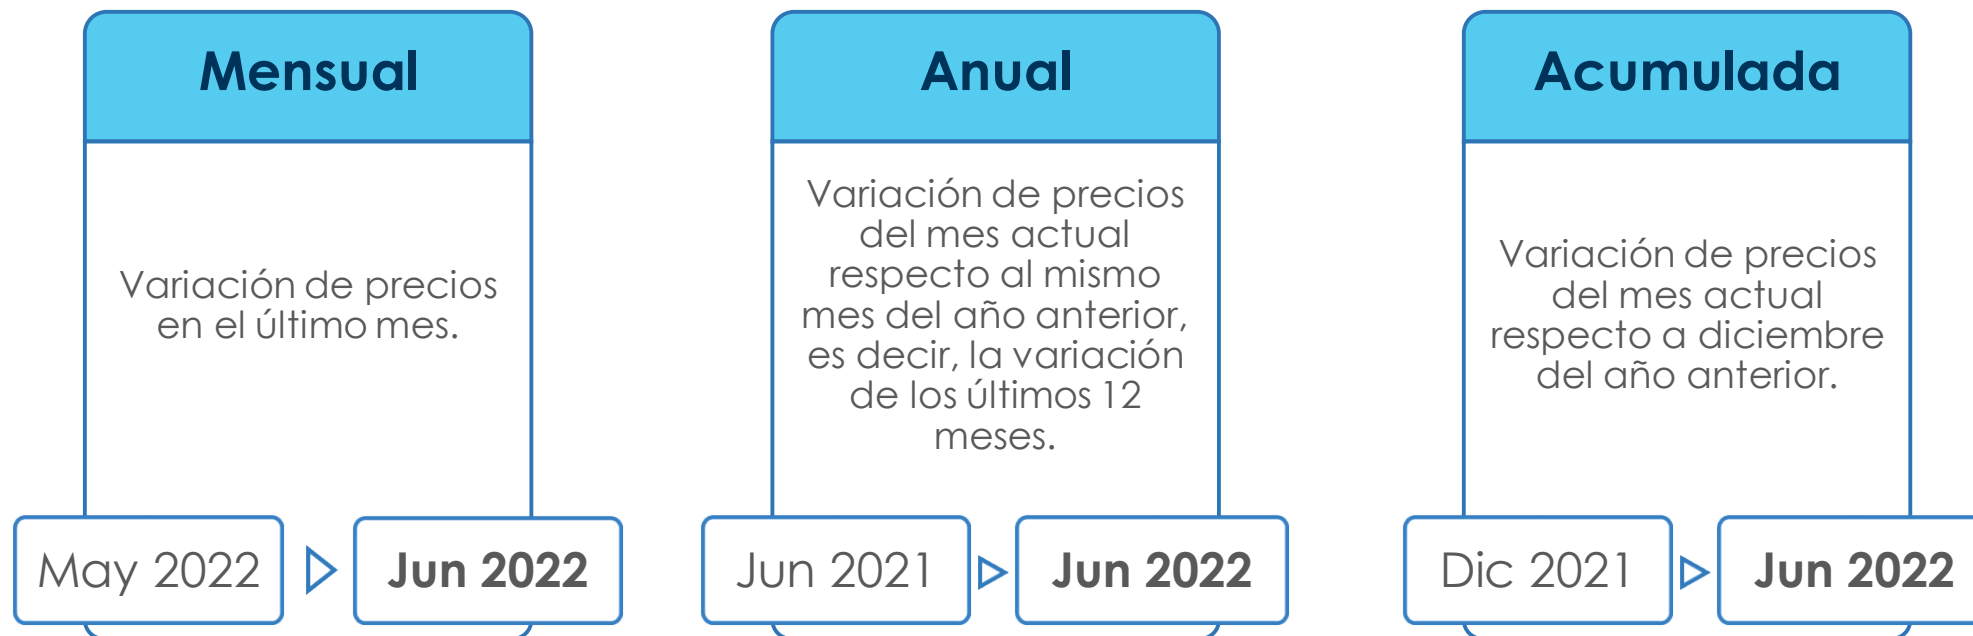 Mensual
Variación de precios
en el último mes.
May 2022
Jun 2022
Anual
Variación de precios
del mes actual
respecto al mismo
mes del año anterior,
es decir, la variación
de los últimos 12
meses.
Jun 2021
Jun 2022
Acumulada
Variación de precios
del mes actual
respecto a diciembre
del año anterior.
Dic 2021
Jun 2022